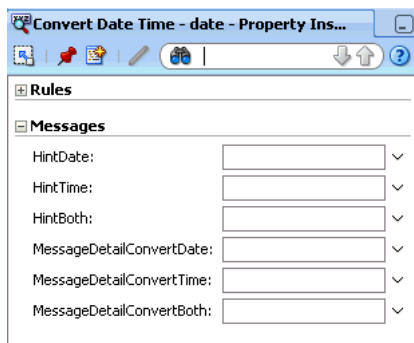 Convert Date Time - date - Property Ins...
Rules
Messages
HintDate:
HintTime:
HintBoth:
MessageDetailConvertDate:
MessageDetailConvertTime:
MessageDetailConvertBoth: